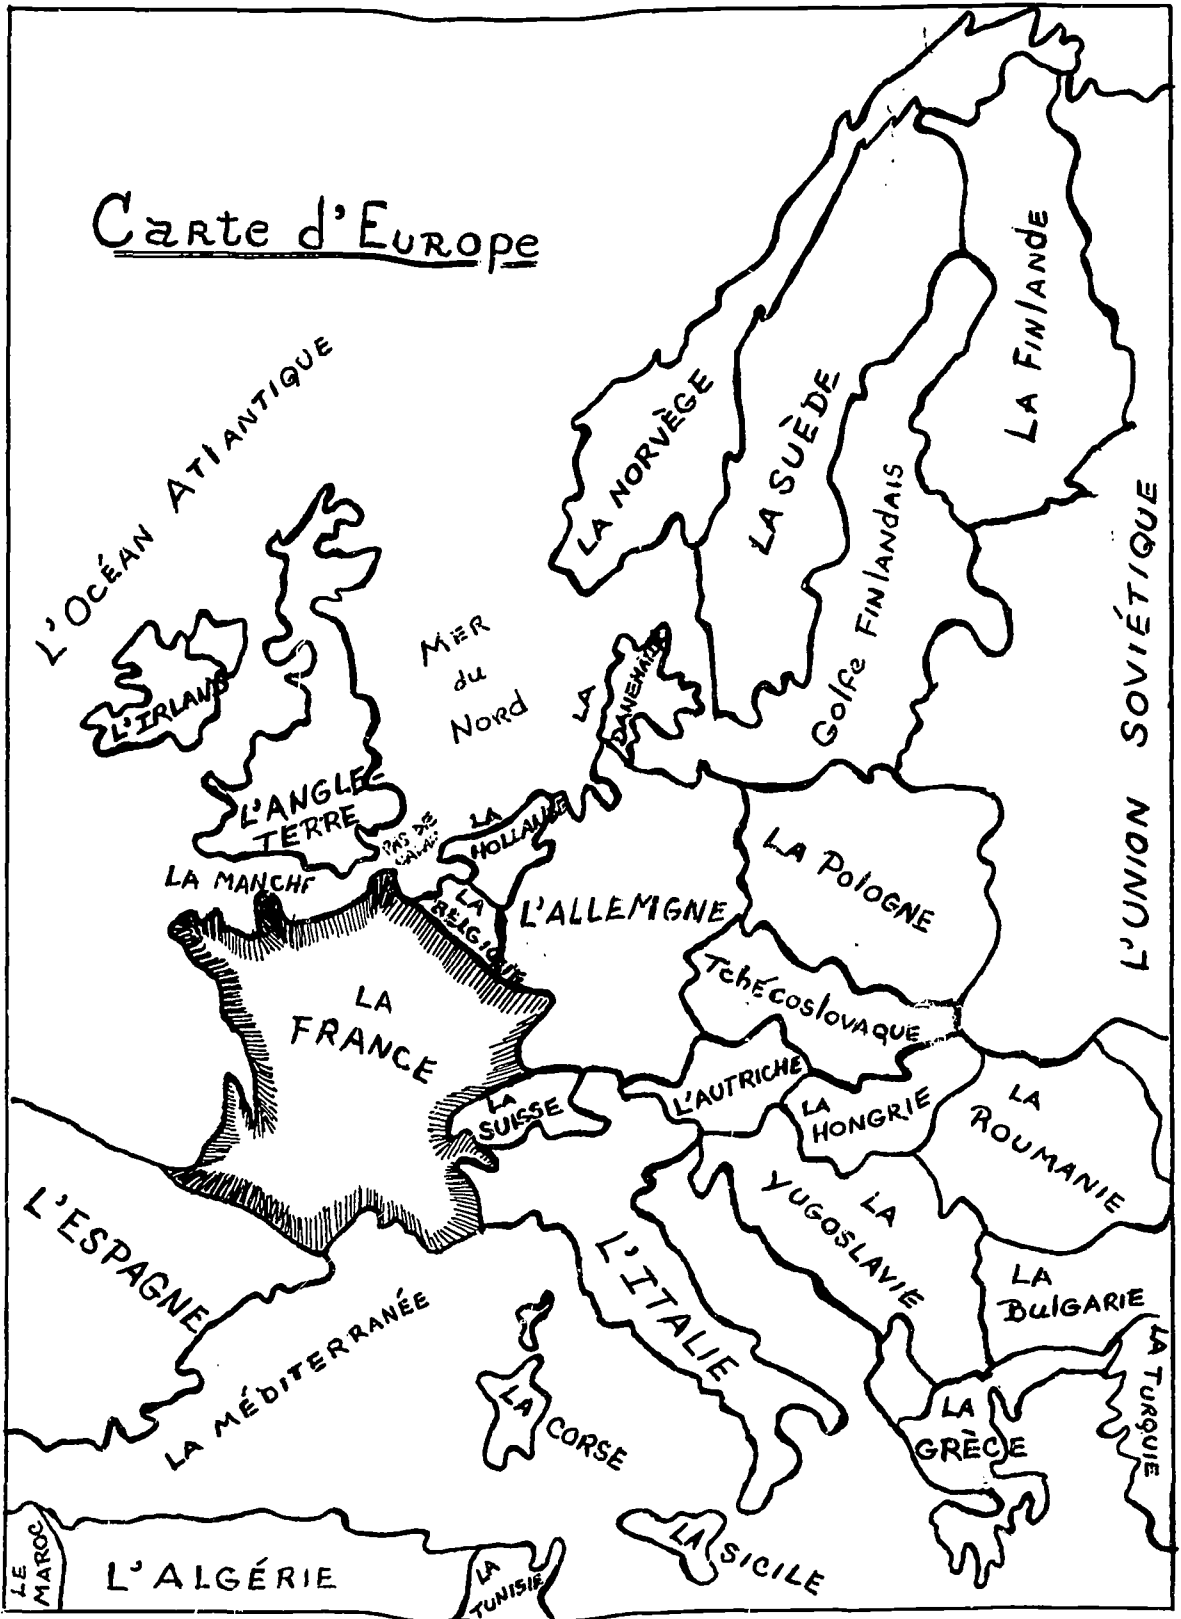 Carte d'Europe
L'Océan Atlantique
La Norvège
La Suède
La Finlande
Golfe Finlandais
L'Union Soviétique
Mer
du
Nord
L'Irland
La
Danemark
L'Angle-
terre
Pas de
Calais
La
Hollande
La Manche
La
Belgique
L'Allemigne
La Pologne
Tchécoslovaque
La
France
La
Suisse
L'Autriche
La
Hongrie
La
Roumanie
La
Yugoslavie
L'Espagne
L'Italie
La
Bulgarie
La Turquie
La Méditerranée
La Corse
La
Grèce
La Sicile
Le
Maroc
L'Algérie
La
Tunisie